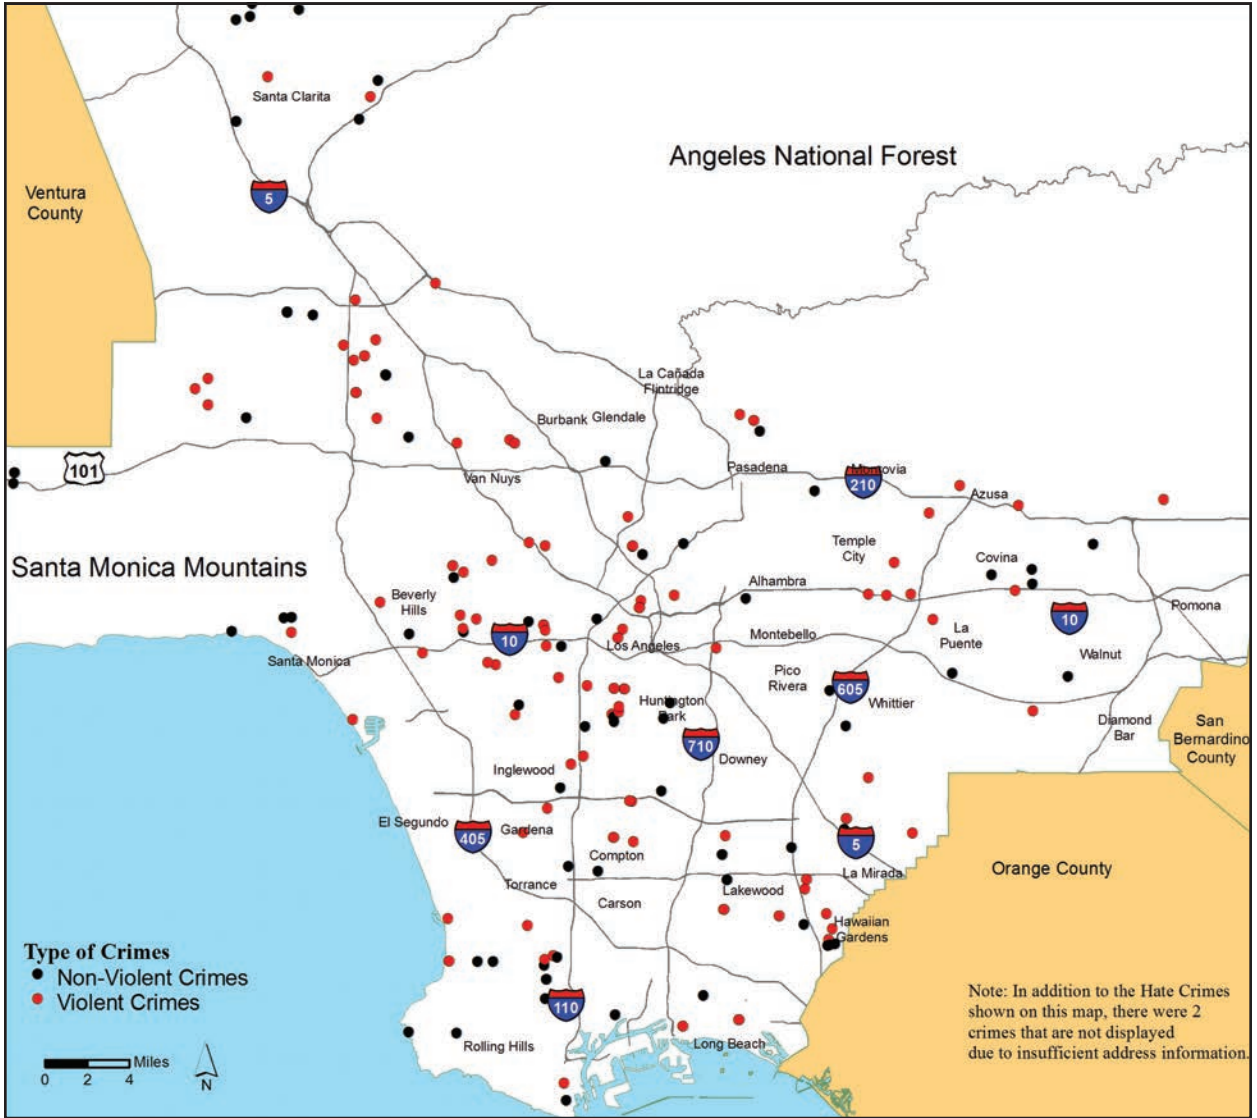 Santa Clarita
Angeles National Forest
Ventura
County
5
La Cañada
Flintridge
Burbank
Glendale
101
Van Nuys
Pasadena
Monrovia
210
Azusa
Santa Monica Mountains
Temple
City
Covina
Alhambra
Beverly
Hills
10
Pomona
10
Los Angeles
Montebello
La
Puente
Santa Monica
Walnut
Pico
Rivera
605
Whittier
Huntington
Park
710
Diamond
Bar
San
Bernardino
County
Inglewood
Downey
El Segundo
405
Gardena
5
Compton
La Mirada
Orange County
Torrance
Lakewood
Carson
Hawaiian
Gardens
Type of Crimes
Non-Violent Crimes
Violent Crimes
110
Note: In addition to the Hate Crimes
shown on this map, there were 2
crimes that are not displayed
due to insufficient address information.
Rolling Hills
Long Beach
Miles
0 2 4
N